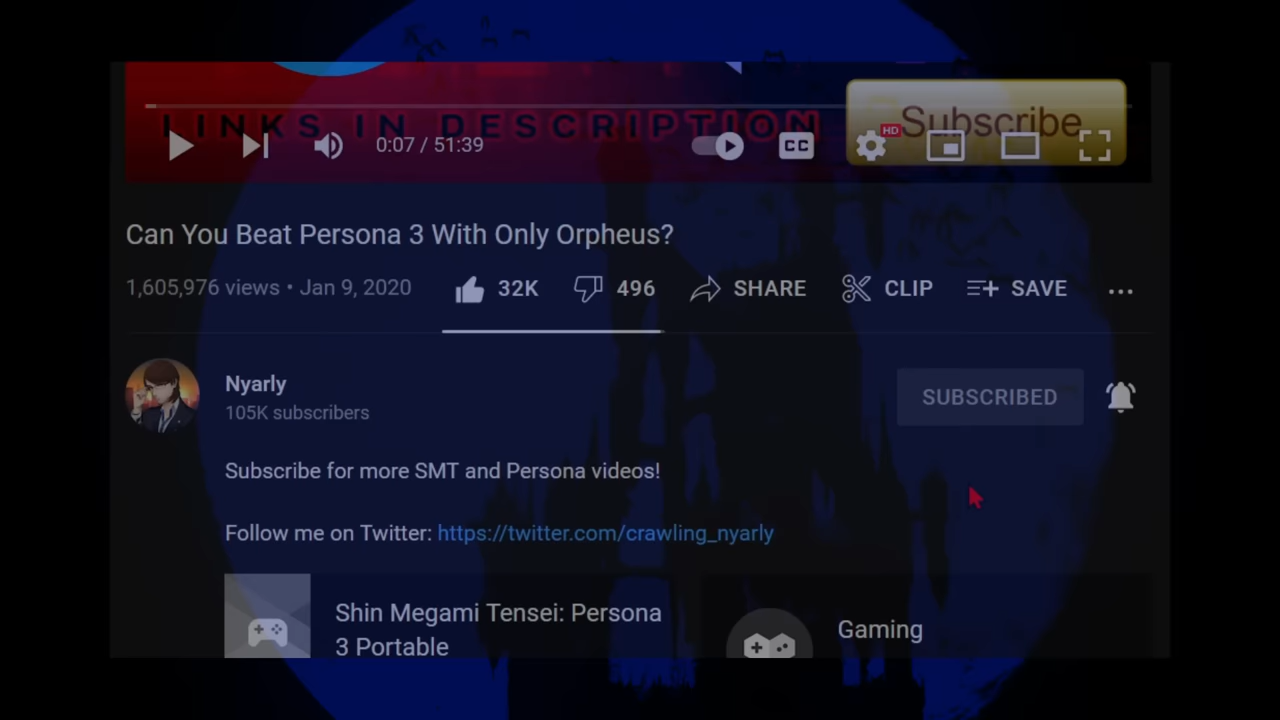 LINKS IN DESCRIPTION
Subscribe
0:07 / 51:39
CC
HD
Can You Beat Persona 3 With Only Orpheus?
1,605,976 views • Jan 9, 2020
32K
496
SHARE
CLIP
SAVE
Nyarly
105K subscribers
SUBSCRIBED
Subscribe for more SMT and Persona videos!
Follow me on Twitter: https://twitter.com/crawling_nyarly
Shin Megami Tensei: Persona
3 Portable
Gaming